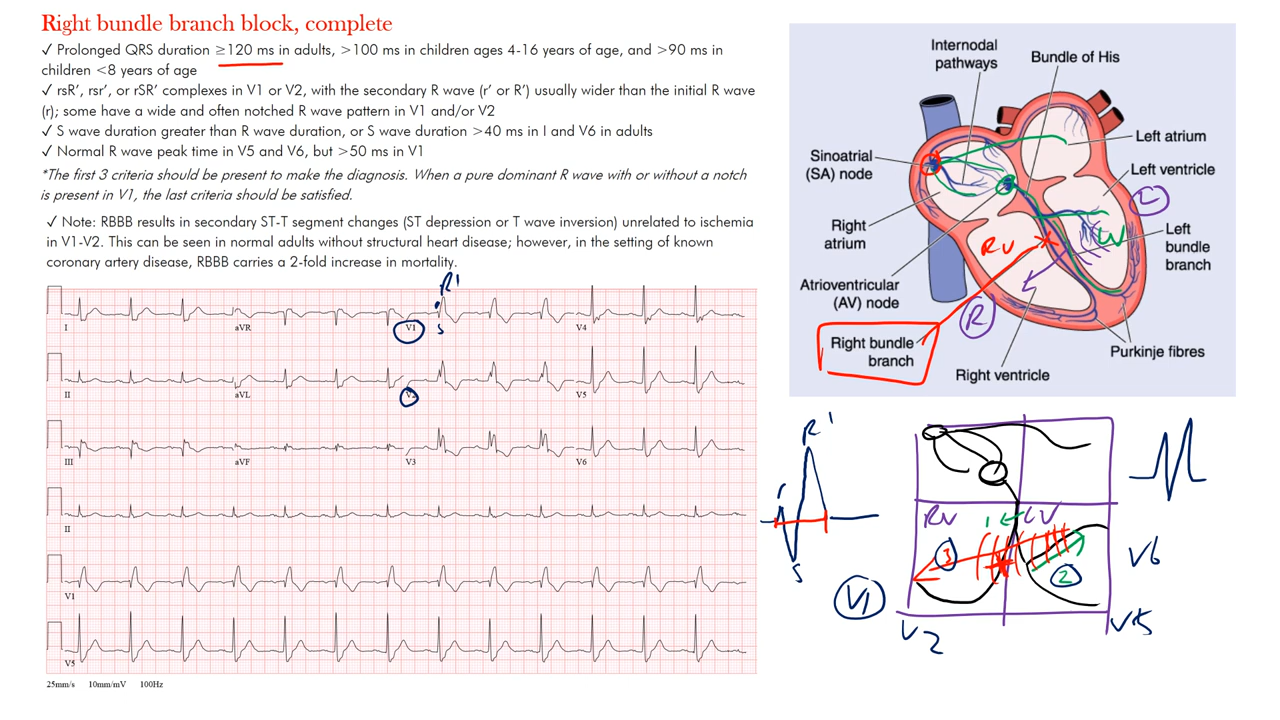 Right bundle branch block, complete
✓ Prolonged QRS duration ≥120 ms in adults, >100 ms in children ages 4-16 years of age, and >90 ms in
children <8 years of age
✓ rsR’, rsr’, or rSR’ complexes in V1 or V2, with the secondary R wave (r’ or R’) usually wider than the initial R wave
(r); some have a wide and often notched R wave pattern in V1 and/or V2
✓ S wave duration greater than R wave duration, or S wave duration >40 ms in I and V6 in adults
✓ Normal R wave peak time in V5 and V6, but >50 ms in V1
*The first 3 criteria should be present to make the diagnosis. When a pure dominant R wave with or without a notch
is present in V1, the last criteria should be satisfied.
✓ Note: RBBB results in secondary ST-T segment changes (ST depression or T wave inversion) unrelated to ischemia
in V1-V2. This can be seen in normal adults without structural heart disease; however, in the setting of known
coronary artery disease, RBBB carries a 2-fold increase in mortality.
R'
S
I
aVR
V1
V4
II
aVL
V2
V5
III
aVF
V3
V6
II
V1
V5
25mm/s 10mm/mV 100Hz
Internodal
pathways
Bundle of His
Left atrium
Sinoatrial
(SA) node
Left ventricle
L
Right
atrium
RV
LV
Left
bundle
branch
Atrioventricular
(AV) node
R
Right bundle
branch
Right ventricle
Purkinje fibres
R'
r
S
RV
1
LV
3
2
V6
V1
V2
V5